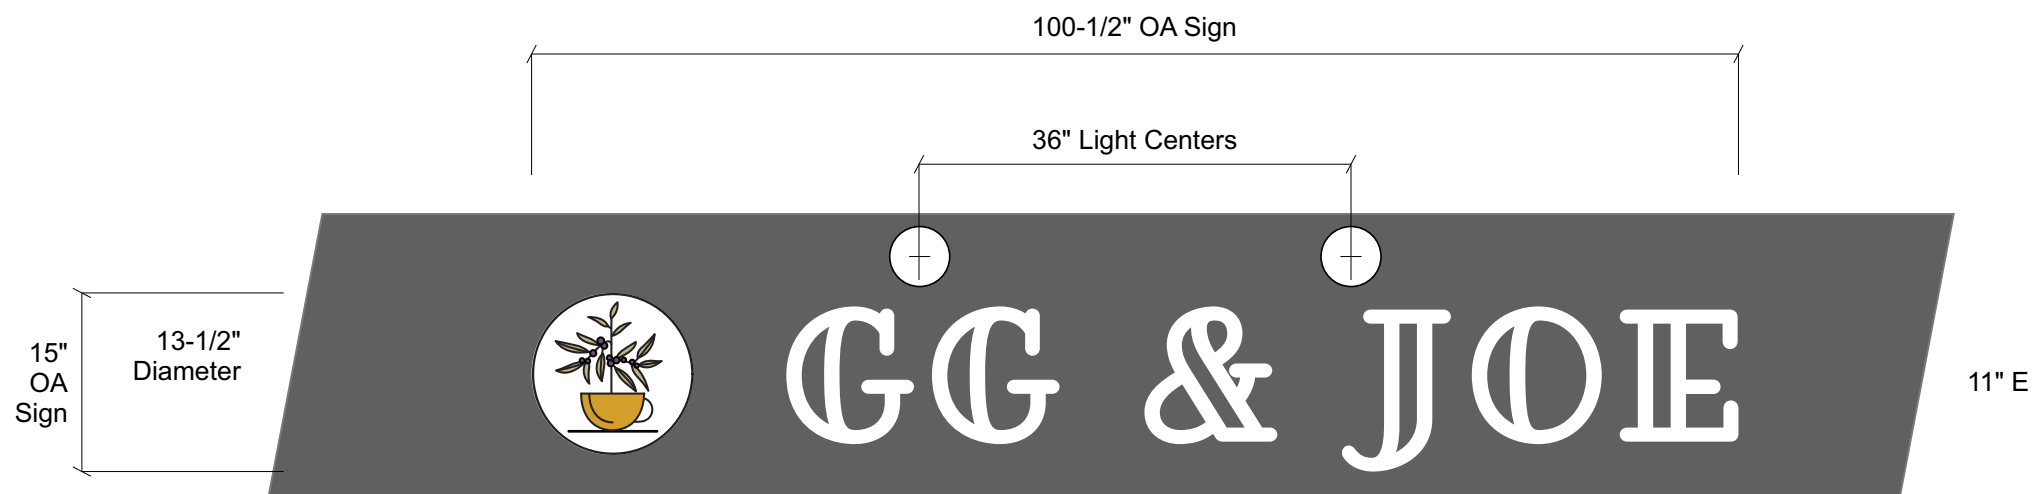 100-1/2" OA Sign
36" Light Centers
15"
OA
Sign
13-1/2"
Diameter
GG & JOE
11" E